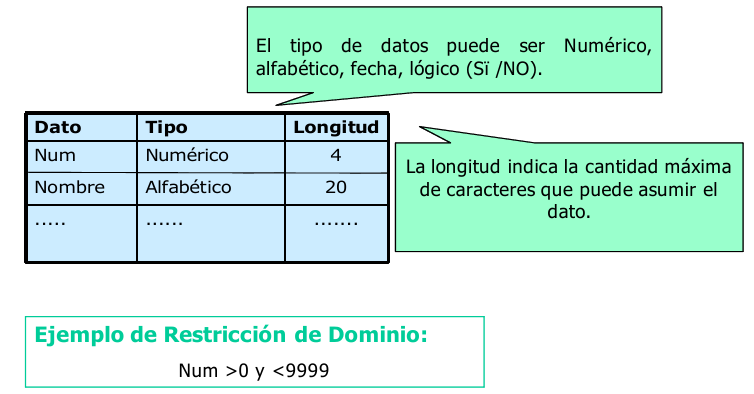 El tipo de datos puede ser Numérico,
alfabético, fecha, lógico (Sï /NO).
Dato Tipo Longitud
Num Numérico 4
Nombre Alfabético 20
..... ...... .......
La longitud indica la cantidad máxima
de caracteres que puede asumir el
dato.
Ejemplo de Restricción de Dominio:
Num >0 y <9999